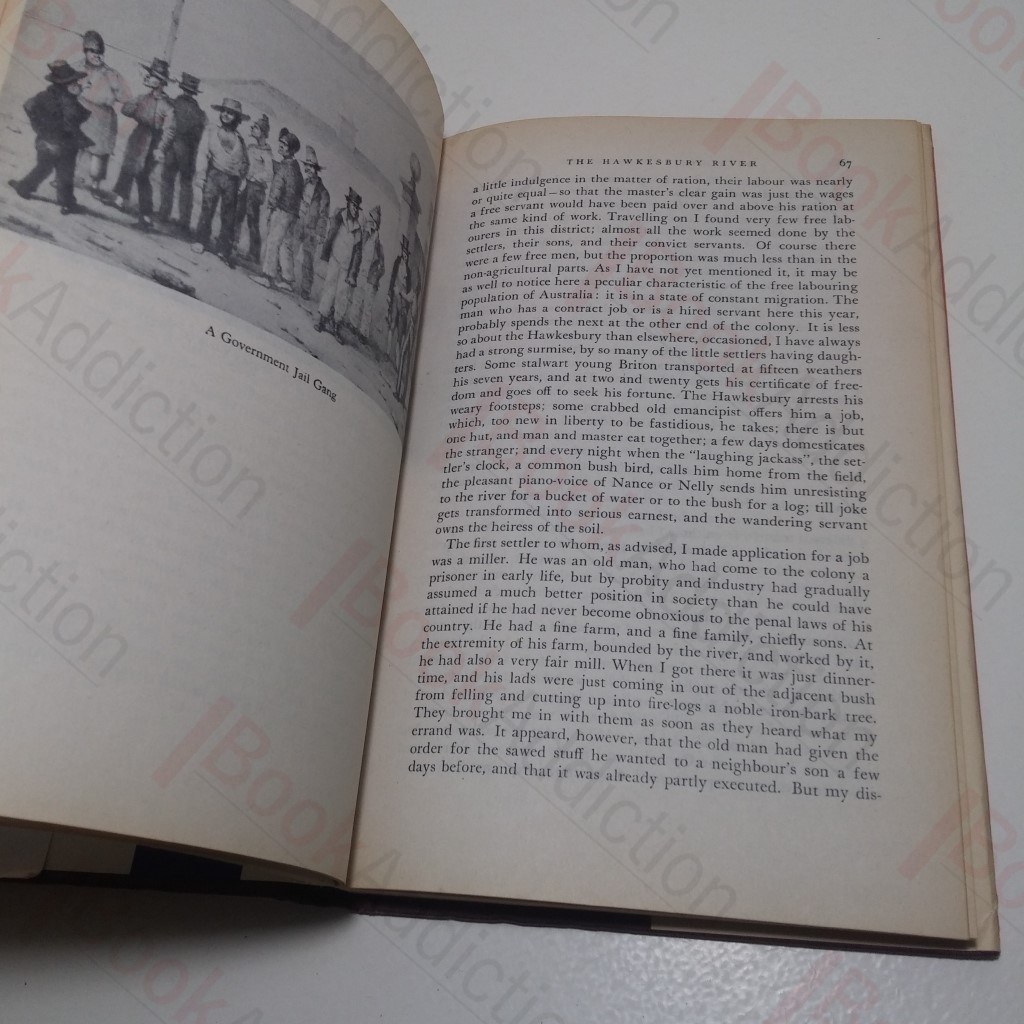 A Government Jail Gang
THE HAWKESBURY RIVER 67
a little indulgence in the matter of ration, their labour was nearly
or quite equal—so that the master's clear gain was just the wages
a free servant would have been paid over and above his ration at
the same kind of work. Travelling on I found very few free lab-
ourers in this district; almost all the work seemed done by the
settlers, their sons, and their convict servants. Of course there
were a few free men, but the proportion was much less than in the
non-agricultural parts. As I have not yet mentioned it, it may be
as well to notice here a peculiar characteristic of the free labouring
population of Australia: it is in a state of constant migration. The
man who has a contract job or is a hired servant here this year,
probably spends the next at the other end of the colony. It is less
so about the Hawkesbury than elsewhere, occasioned, I have always
had a strong surmise, by so many of the little settlers having daugh-
ters. Some stalwart young Briton transported at fifteen weathers
his seven years, and at two and twenty gets his certificate of free-
dom and goes off to seek his fortune. The Hawkesbury arrests his
weary footsteps; some crabbed old emancipist offers him a job,
which, too new in liberty to be fastidious, he takes; there is but
one hut, and man and master eat together; a few days domesticates
the stranger; and every night when the "laughing jackass", the set-
tler's clock, a common bush bird, calls him home from the field,
the pleasant piano-voice of Nance or Nelly sends him unresisting
to the river for a bucket of water or to the bush for a log; till joke
gets transformed into serious earnest, and the wandering servant
owns the heiress of the soil.
The first settler to whom, as advised, I made application for a job
was a miller. He was an old man, who had come to the colony a
prisoner in early life, but by probity and industry had gradually
assumed a much better position in society than he could have
attained if he had never become obnoxious to the penal laws of his
country. He had a fine farm, and a fine family, chiefly sons. At
the extremity of his farm, bounded by the river, and worked by it,
he had also a very fair mill. When I got there it was just dinner-
time, and his lads were just coming in out of the adjacent bush
from felling and cutting up into fire-logs a noble iron-bark tree.
They brought me in with them as soon as they heard what my
errand was. It appeard, however, that the old man had given the
order for the sawed stuff he wanted to a neighbour's son a few
days before, and that it was already partly executed. But my dis-
BookAddiction